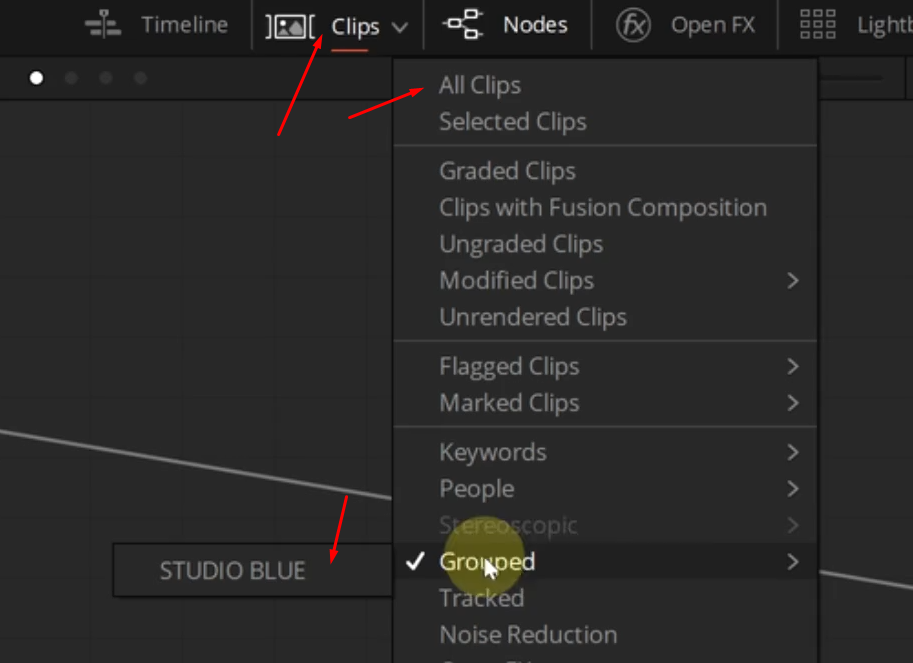 Timeline
Clips
Nodes
fx
Open FX
All Clips
Selected Clips
Graded Clips
Clips with Fusion Composition
Ungraded Clips
Modified Clips
Unrendered Clips
Flagged Clips
Marked Clips
Keywords
People
Stereoscopic
STUDIO BLUE
Grouped
Tracked
Noise Reduction